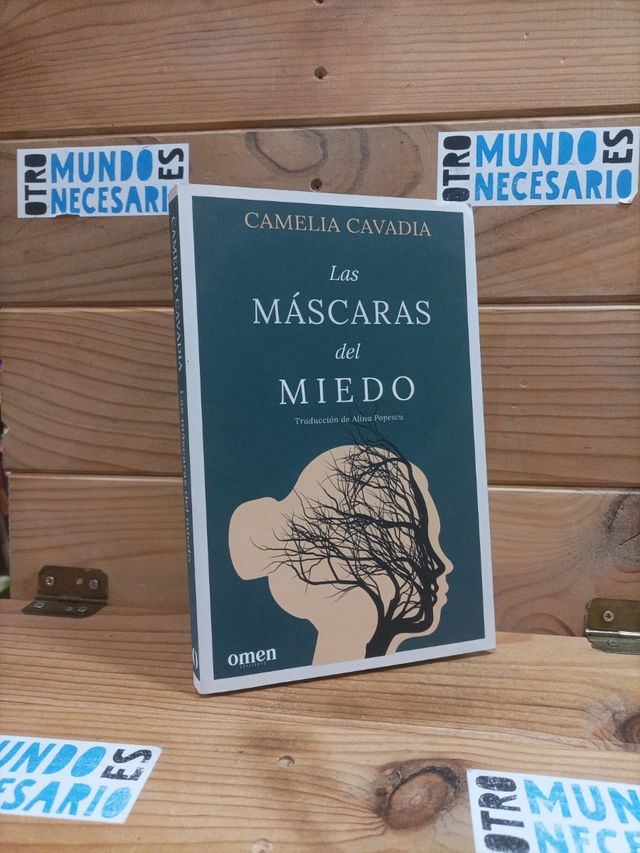 OTRO MUNDO ES NECESARIO
OTRO MUNDO ES NECESARIO
CAMELIA CAVADIA
Las
MÁSCARAS
del
MIEDO
Traducción de Alina Popescu
omen
CAMELIA CAVADIA Las máscaras del miedo
MUNDO ES
ESARIO
OTRO MUNDO
NECESARIO